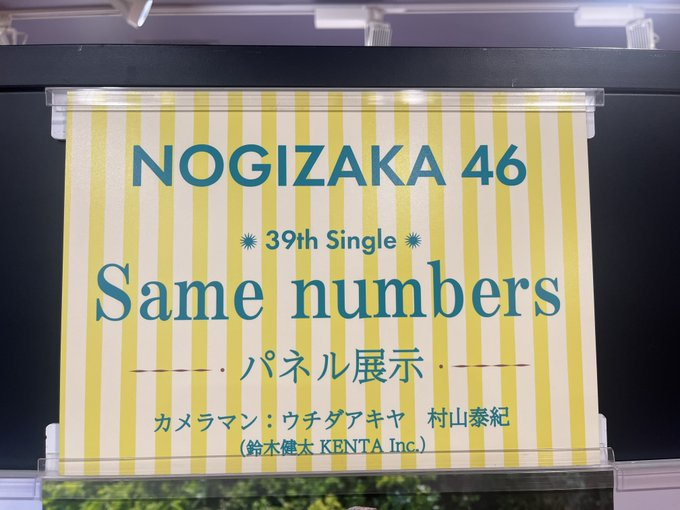 NOGIZAKA 46
39th Single
Same numbers
パネル展示
カメラマン：ウチダアキヤ 村山泰紀
（鈴木健太 KENTA Inc.）